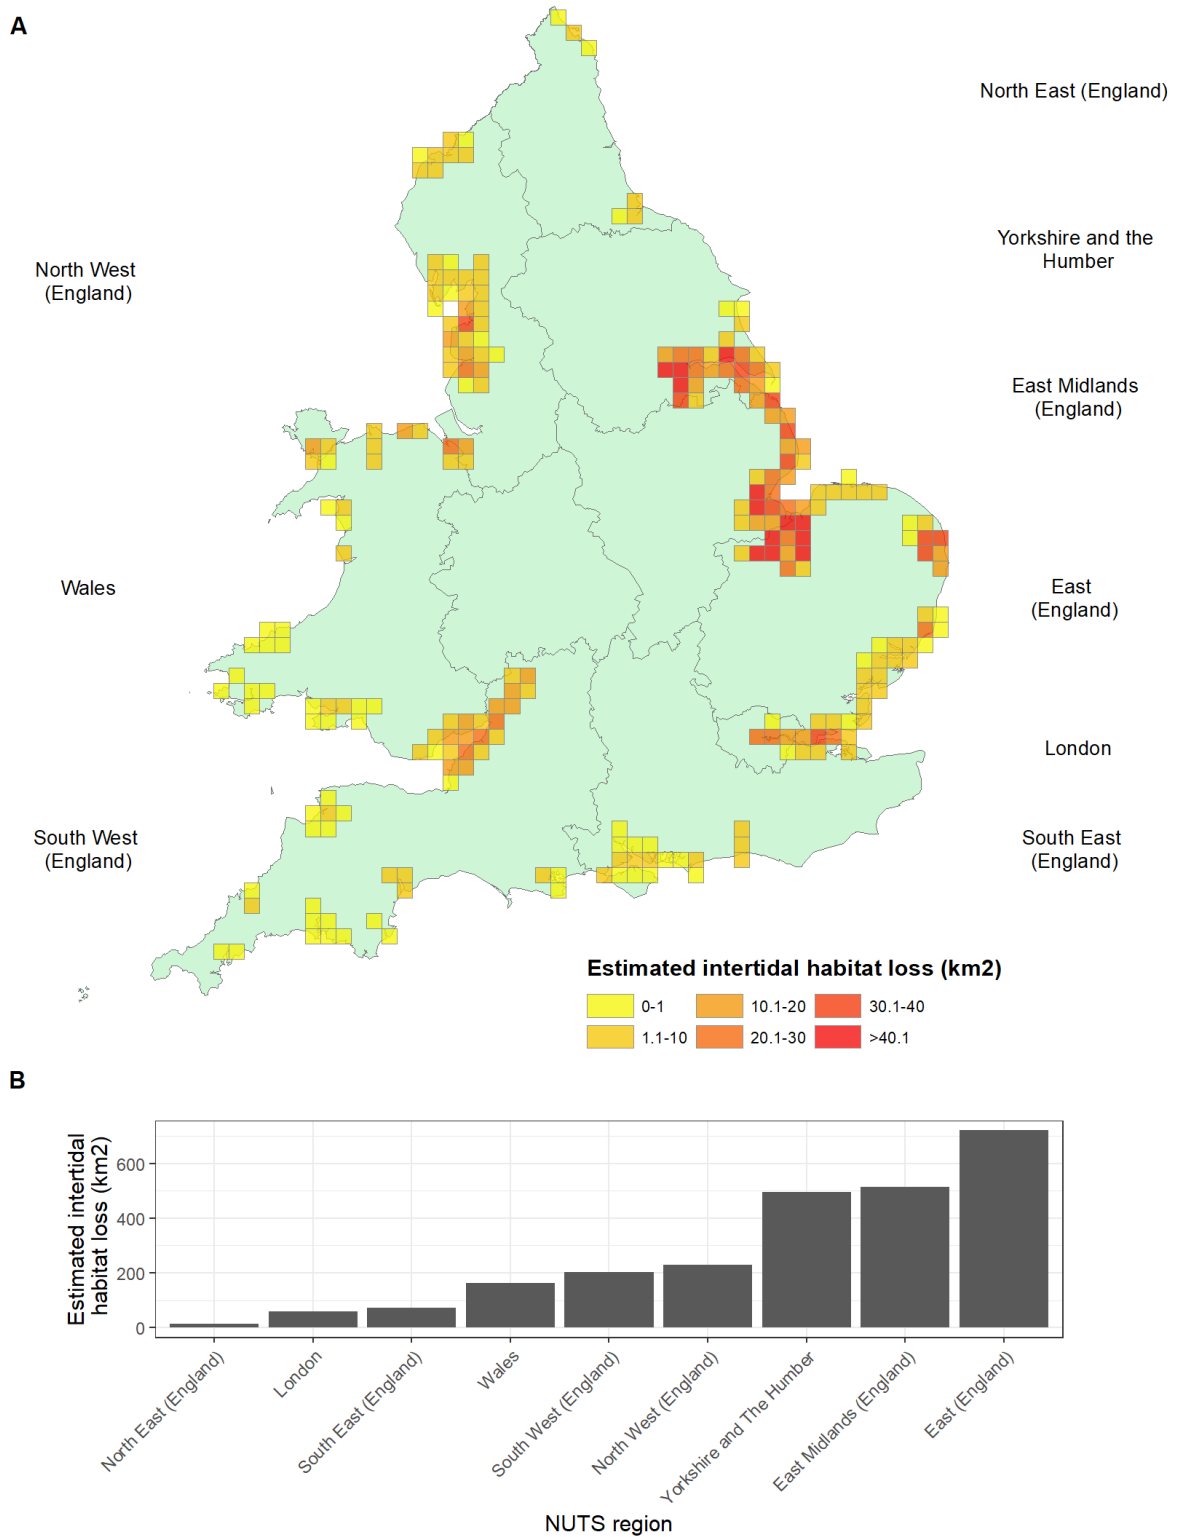 A
North East (England)
Yorkshire and the
Humber
North West
(England)
East Midlands
(England)
Wales
East
(England)
London
South West
(England)
South East
(England)
Estimated intertidal habitat loss (km2)
0-1
10.1-20
30.1-40
1.1-10
20.1-30
>40.1
B
Estimated intertidal
habitat loss (km2)
600
400
200
0
North East (England)
London
South East (England)
Wales
South West (England)
North West (England)
Yorkshire and The Humber
East Midlands (England)
East (England)
NUTS region